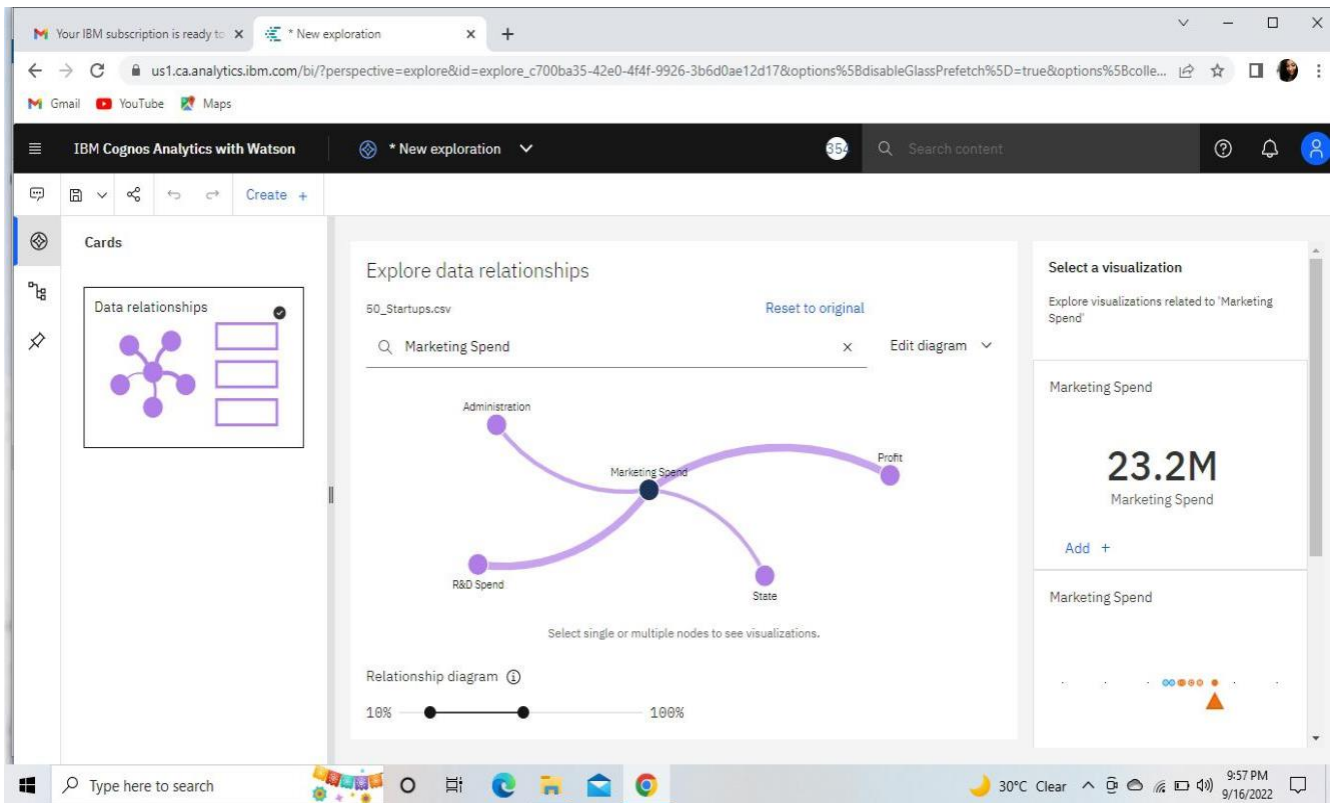 Your IBM subscription is ready to
* New exploration
us1.ca.analytics.ibm.com/bi/?perspective=explore&id=explore_c700ba35-42e0-4f4f-9926-3b6d0ae12d17&options%5BdisableGlassPrefetch%5D=true&options%5Bcolle...
Gmail YouTube Maps
IBM Cognos Analytics with Watson
* New exploration
354
Search content
Create +
Cards
Data relationships
Explore data relationships
50_Startups.csv
Reset to original
Marketing Spend
Edit diagram
Administration
Marketing Spend
Profit
R&D Spend
State
Select single or multiple nodes to see visualizations.
Relationship diagram
10%
100%
Select a visualization
Explore visualizations related to 'Marketing
Spend'
Marketing Spend
23.2M
Marketing Spend
Add +
Marketing Spend
Type here to search
30°C Clear
9:57 PM
9/16/2022